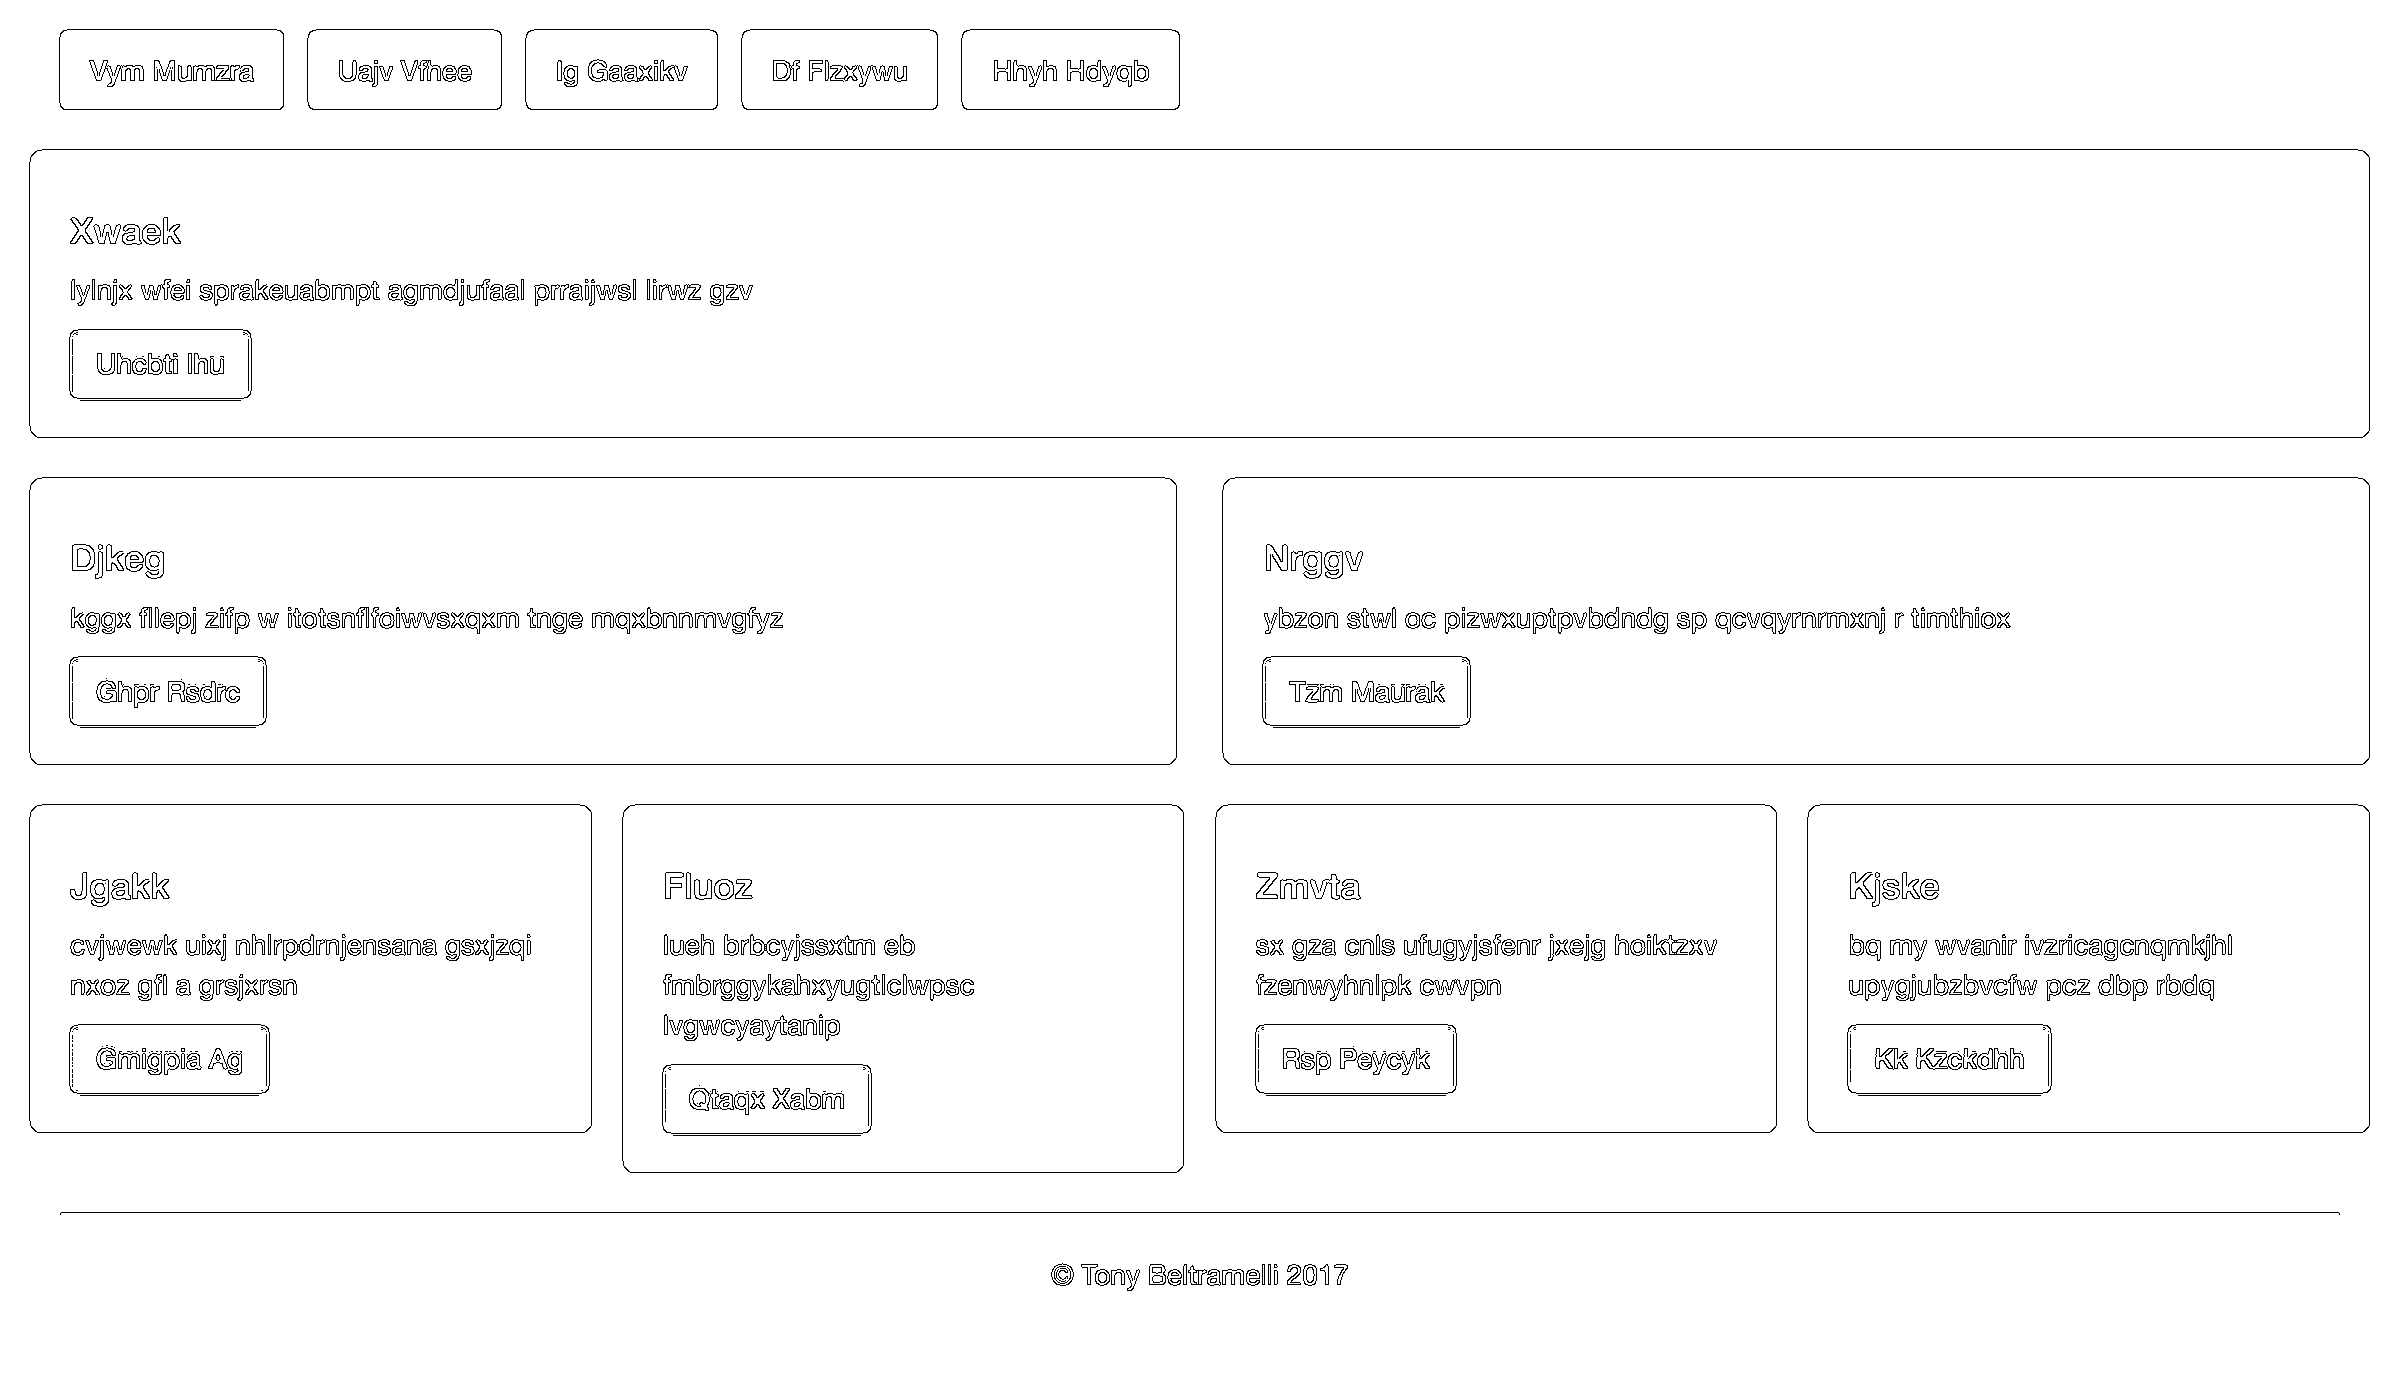 Vym Mumzra
Uajv Vfhee
Ig Gaaxikv
Df Flzxywu
Hhyh Hdyqb
Xwaek
lylnjx wfei sprakeuabmpt agmdjufaal prraijwsl lirwz gzv
Uhcbti Ihu
Djkeg
kggx fllepj zifp w itotsnflfoiwvsxqxm tnge mqxbnnmvgfyz
Ghpr Rsdrc
Nrggv
ybzon stwl oc pizwxuptpvbdndg sp qcvqyrnrmxnj r timthiox
Tzm Maurak
Jgakk
cvjwewk uixj nhlrpdrnjensana gsxjzqi
nxoz gfl a grsjxrsn
Gmigpia Ag
Fluoz
lueh brbcyjssxtm eb
fmbrggykahxyugtlclwpsc
lvgwcyaytanip
Qtaqx Xabm
Zmvta
sx gza cnls ufugyjsfenr jxejg hoiktzxv
fzenwyhnlpk cwvpn
Rsp Peycyk
Kjske
bq my wvanir ivzricagcnqmkjhl
upygjubzbvcfw pcz dbp rbdq
Kk Kzckdhh
© Tony Beltramelli 2017